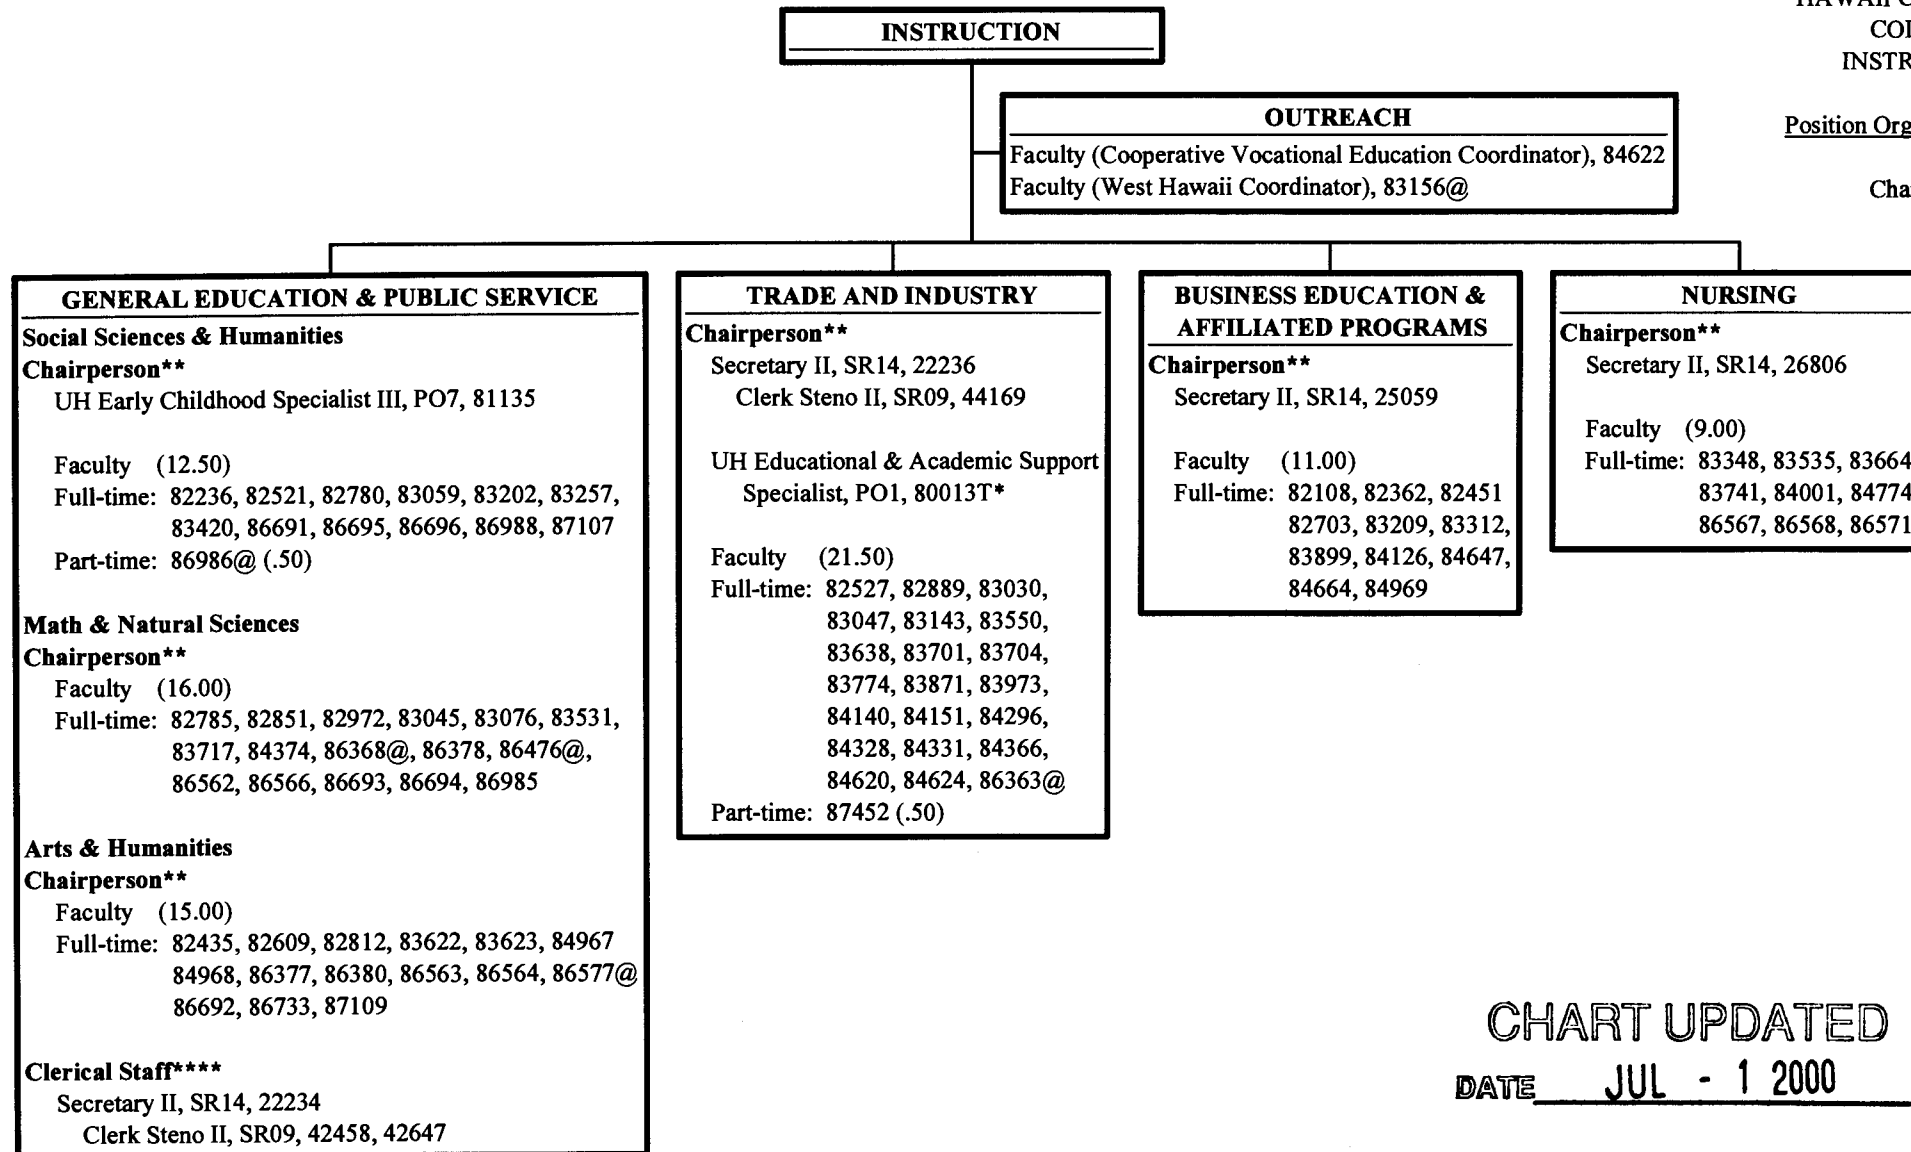 INSTRUCTION
Position Org
OUTREACH
Faculty (Cooperative Vocational Education Coordinator), 84622
Faculty (West Hawaii Coordinator), 83156@
GENERAL EDUCATION & PUBLIC SERVICE
Social Sciences & Humanities
Chairperson**
UH Early Childhood Specialist III, PO7, 81135
Faculty (12.50)
Full-time: 82236, 82521, 82780, 83059, 83202, 83257,
83420, 86691, 86695, 86696, 86988, 87107
Part-time: 86986@ (.50)
Math & Natural Sciences
Chairperson**
Faculty (16.00)
Full-time: 82785, 82851, 82972, 83045, 83076, 83531,
83717, 84374, 86368@, 86378, 86476@,
86562, 86566, 86693, 86694, 86985
Arts & Humanities
Chairperson**
Faculty (15.00)
Full-time: 82435, 82609, 82812, 83622, 83623, 84967
84968, 86377, 86380, 86563, 86564, 86577@
86692, 86733, 87109
Clerical Staff****
Secretary II, SR14, 22234
Clerk Steno II, SR09, 42458, 42647
TRADE AND INDUSTRY
Chairperson**
Secretary II, SR14, 22236
Clerk Steno II, SR09, 44169
UH Educational & Academic Support
Specialist, PO1, 80013T*
Faculty (21.50)
Full-time: 82527, 82889, 83030,
83047, 83143, 83550,
83638, 83701, 83704,
83774, 83871, 83973,
84140, 84151, 84296,
84328, 84331, 84366,
84620, 84624, 86363@
Part-time: 87452 (.50)
BUSINESS EDUCATION &
AFFILIATED PROGRAMS
Chairperson**
Secretary II, SR14, 25059
Faculty (11.00)
Full-time: 82108, 82362, 82451
82703, 83209, 83312,
83899, 84126, 84647,
84664, 84969
NURSING
Chairperson**
Secretary II, SR14, 26806
Faculty (9.00)
Full-time: 83348, 83535, 83664
83741, 84001, 84774
86567, 86568, 86571
CHART UPDATED
DATE JUL - 1 2000